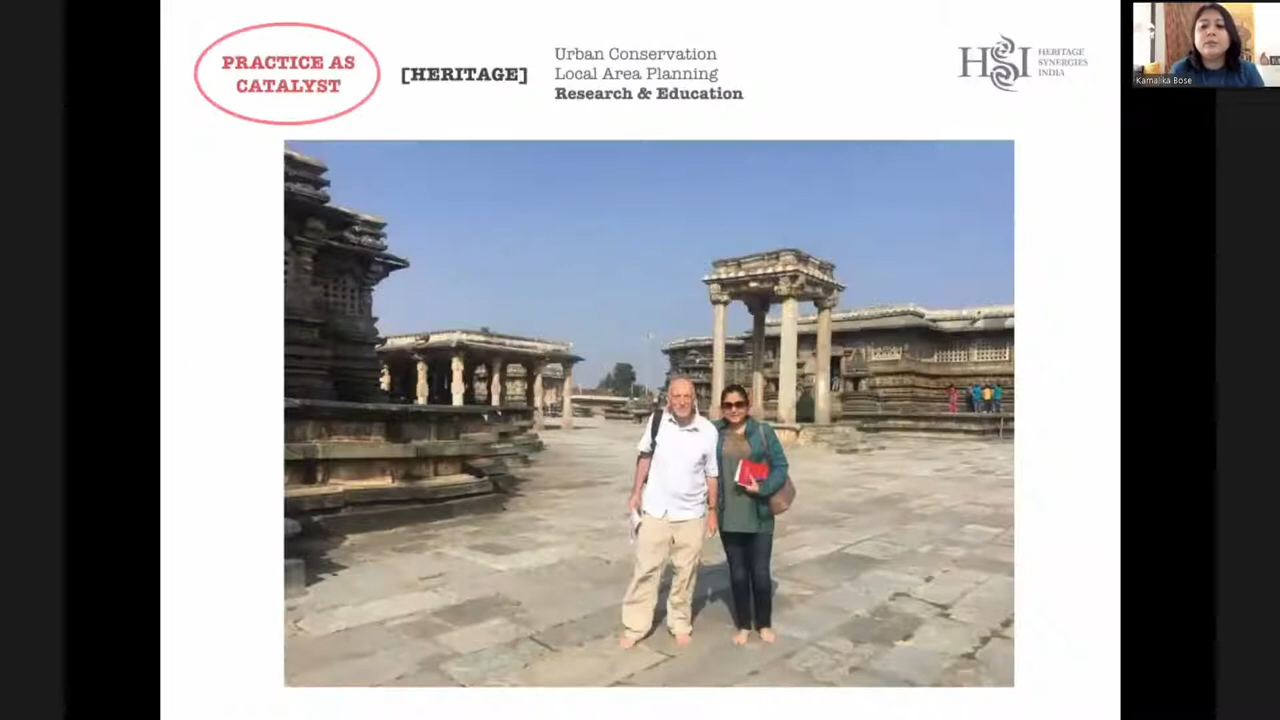 PRACTICE AS
CATALYST
[HERITAGE]
Urban Conservation
Local Area Planning
Research & Education
HSI
HERITAGE
SYNERGIES
INDIA
Kamalika Bose